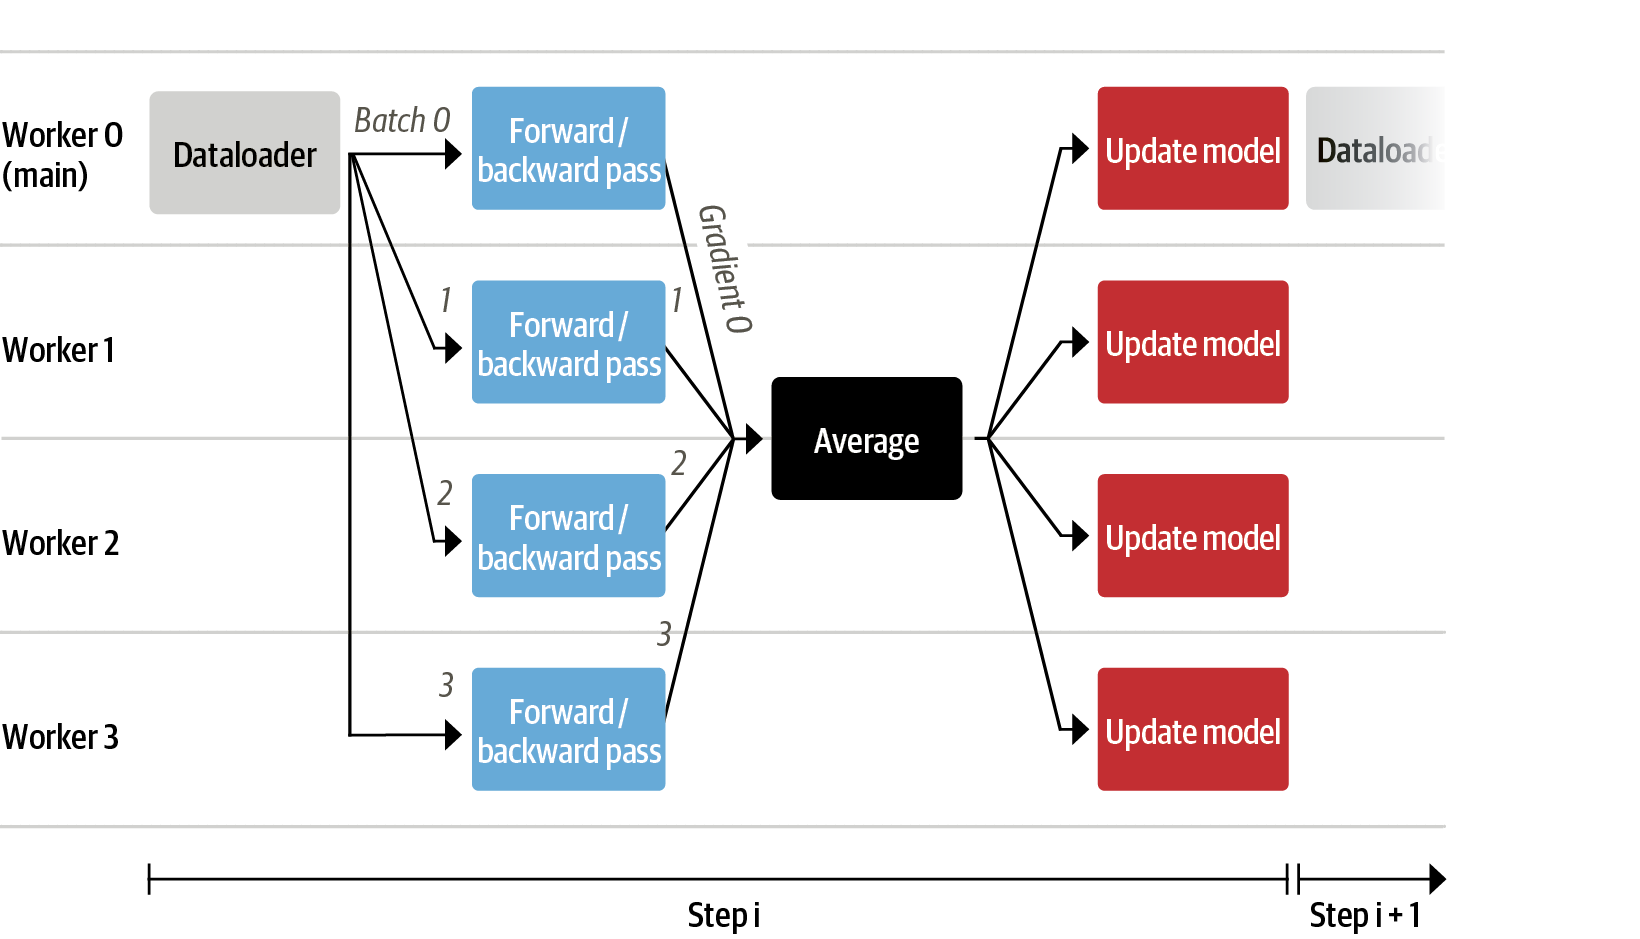 Worker 0
(main)
Dataloader
Batch 0
Forward /
backward pass
Gradient 0
Update model
Dataloade
Worker 1
1
Forward /
backward pass
1
Update model
Average
Worker 2
2
Forward /
backward pass
2
Update model
Worker 3
3
Forward /
backward pass
3
Update model
Step i
Step i + 1